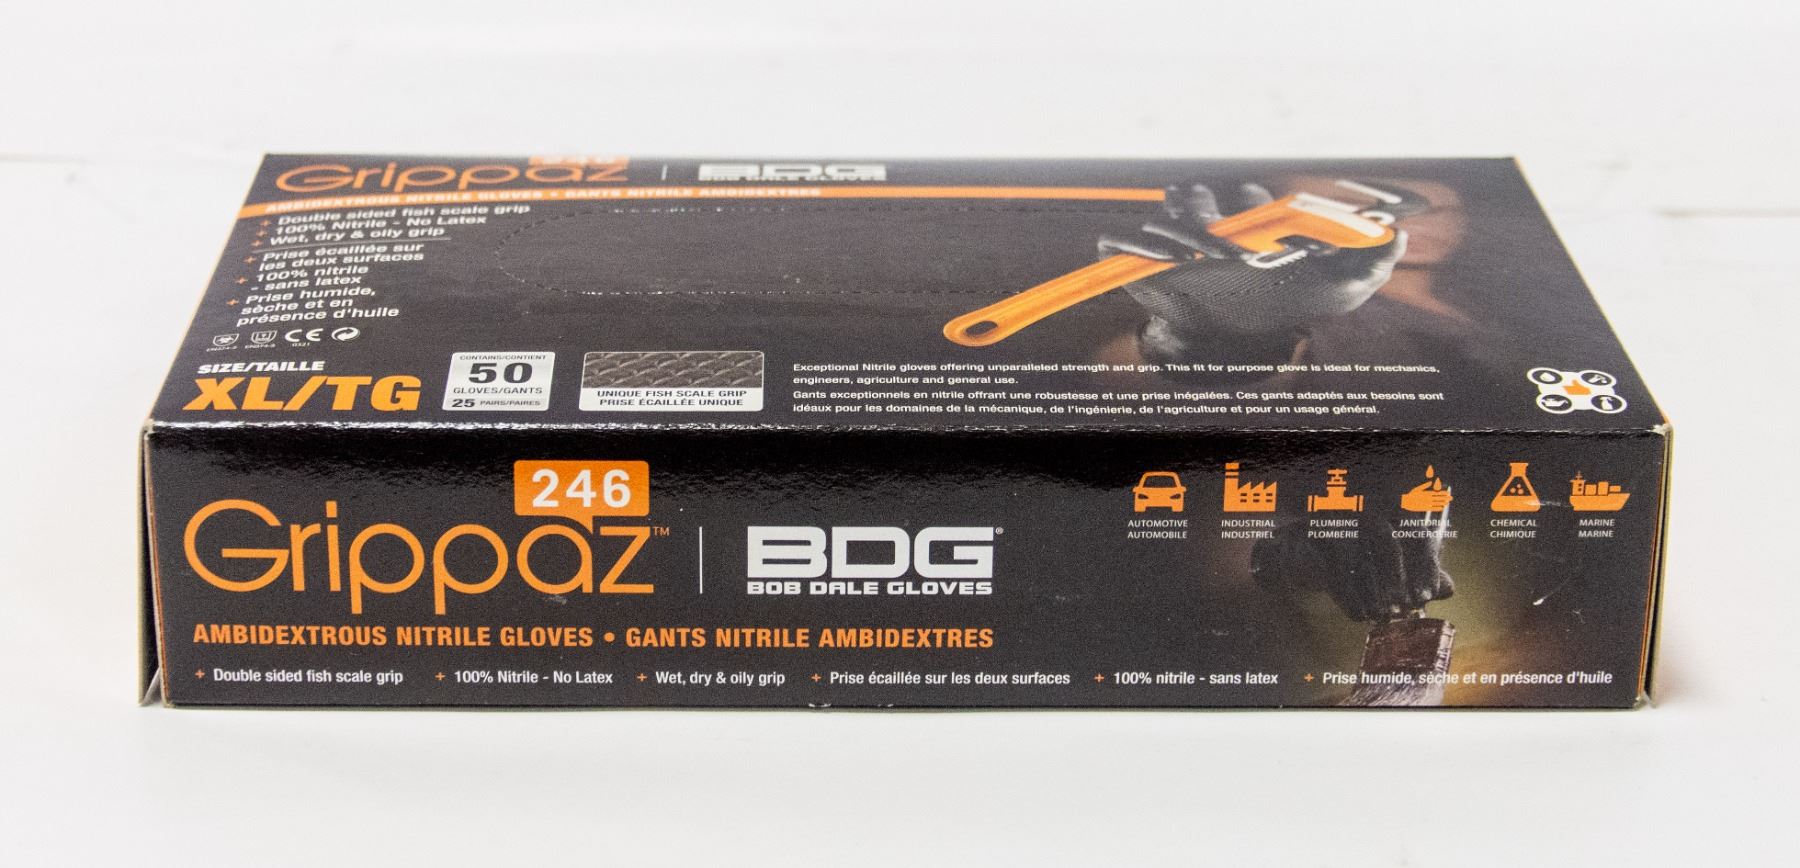 246
Grippaz
BDG
BOB DALE GLOVES
AMBIDEXTROUS NITRILE GLOVES • GANTS NITRILE AMBIDEXTRES
+ Double sided fish scale grip
+ 100% Nitrile - No Latex
+ Wet, dry & oily grip
+ Prise écaillée sur
les deux surfaces
+ 100% nitrile
- sans latex
+ Prise humide,
sèche et en
présence d'huile
CE
0321
SIZE/TAILLE
XL/TG
CONTAINS/CONTIENT
50
GLOVES/GANTS
25 PAIRS/PAIRES
UNIQUE FISH SCALE GRIP
PRISE ÉCAILLÉE UNIQUE
Exceptional Nitrile gloves offering unparalleled strength and grip. This fit for purpose glove is ideal for mechanics,
engineers, agriculture and general use.
Gants exceptionnels en nitrile offrant une robustesse et une prise inégalées. Ces gants adaptés aux besoins sont
idéaux pour les domaines de la mécanique, de l'ingénierie, de l'agriculture et pour un usage général.
246
Grippaz™
BDG®
BOB DALE GLOVES
AMBIDEXTROUS NITRILE GLOVES • GANTS NITRILE AMBIDEXTRES
AUTOMOTIVE
AUTOMOBILE
INDUSTRIAL
INDUSTRIEL
PLUMBING
PLOMBERIE
JANITORIAL
CONCIERGERIE
CHEMICAL
CHIMIQUE
MARINE
MARINE
+ Double sided fish scale grip + 100% Nitrile - No Latex + Wet, dry & oily grip + Prise écaillée sur les deux surfaces + 100% nitrile - sans latex + Prise humide, sèche et en présence d'huile